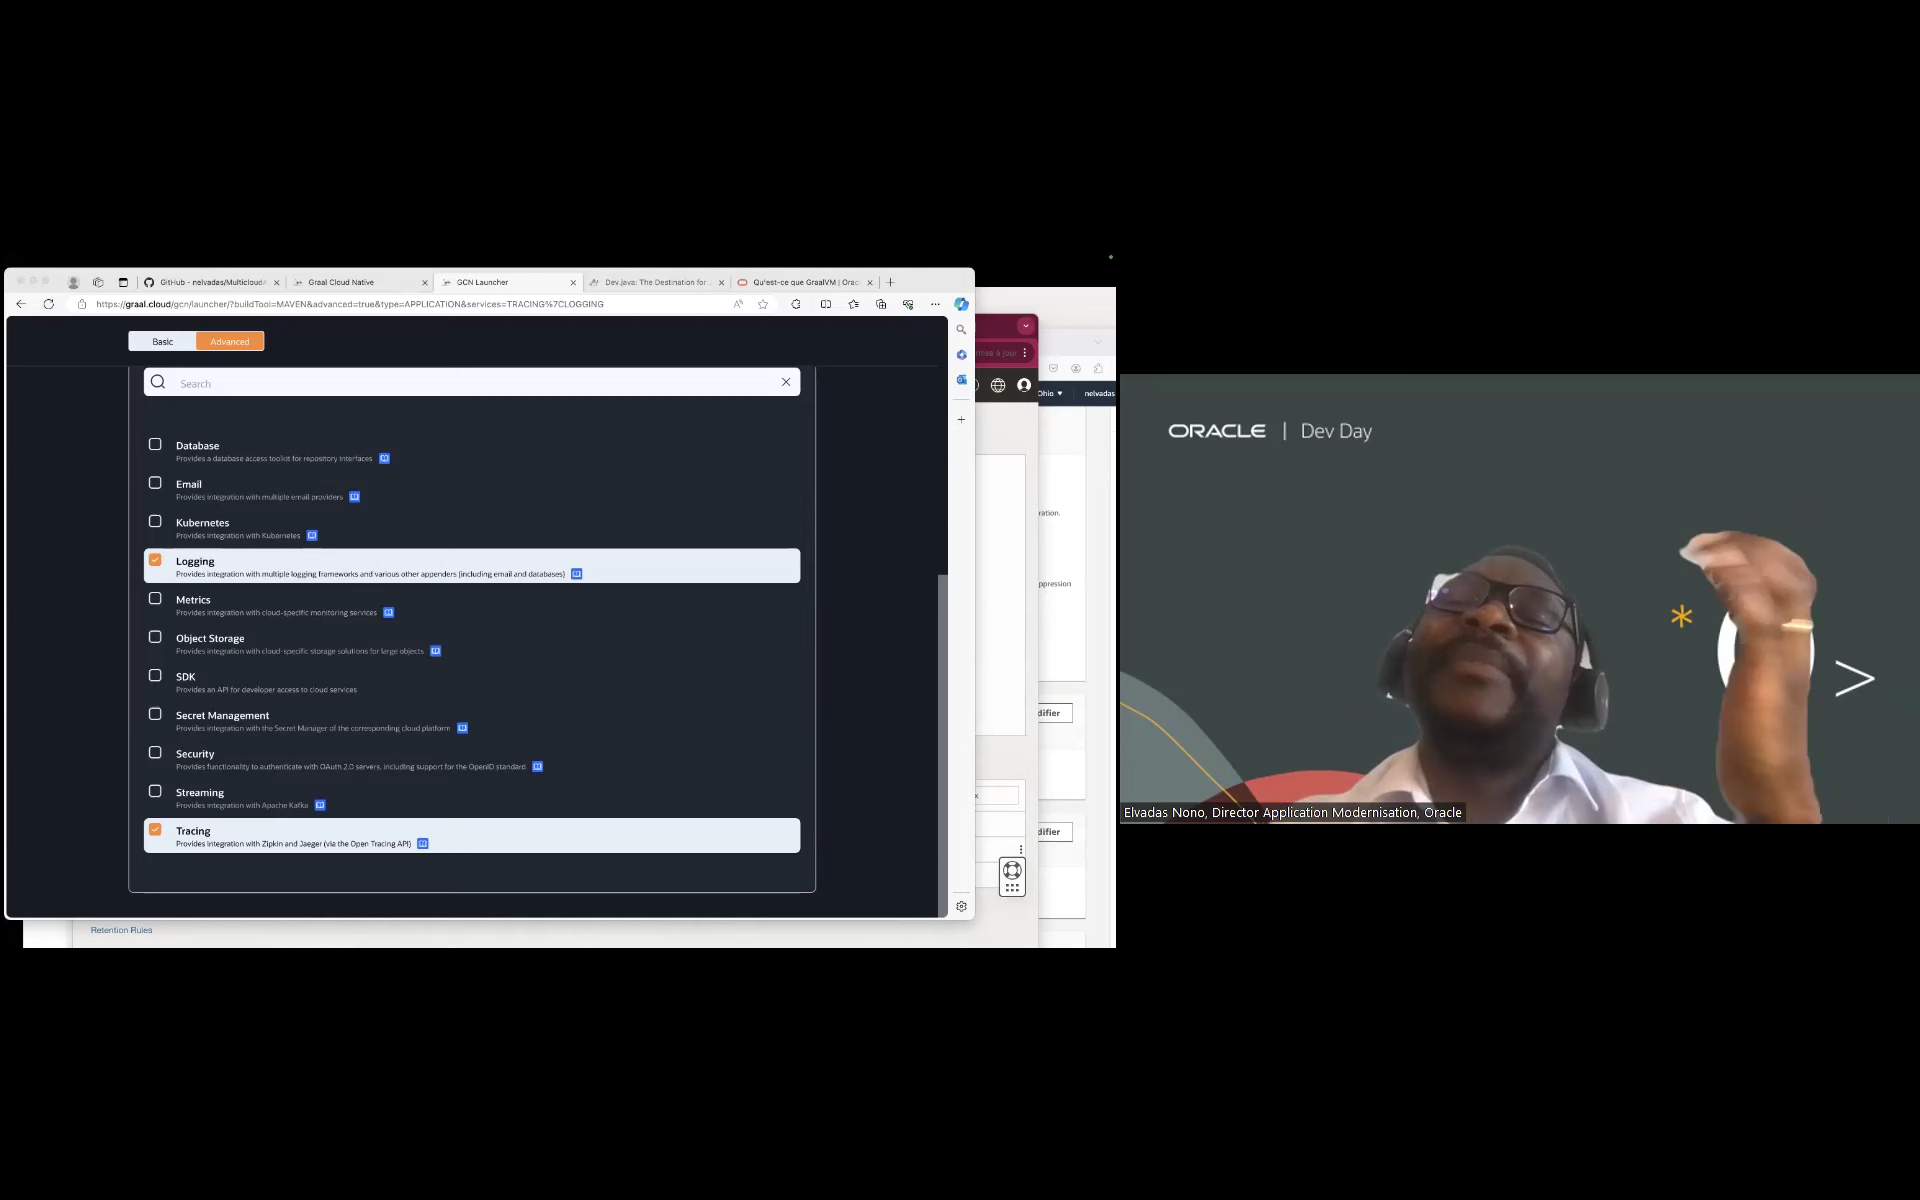 GitHub - nelvadas/MulticloudA
Graal Cloud Native
GCN Launcher
Dev.java: The Destination for
Qu'est-ce que GraalVM | Orac
https://graal.cloud/gcn/launcher/?buildTool=MAVEN&advanced=true&type=APPLICATION&services=TRACING%7CLOGGING
Basic
Advanced
Search
Database
Provides a database access toolkit for repository interfaces
Email
Provides integration with multiple email providers
Kubernetes
Provides integration with Kubernetes
Logging
Provides integration with multiple logging frameworks and various other appenders (including email and databases)
Metrics
Provides integration with cloud-specific monitoring services
Object Storage
Provides integration with cloud-specific storage solutions for large objects
SDK
Provides an API for developer access to cloud services
Secret Management
Provides integration with the Secret Manager of the corresponding cloud platform
Security
Provides functionality to authenticate with OAuth 2.0 servers, including support for the OpenID standard
Streaming
Provides integration with Apache Kafka
Tracing
Provides integration with Zipkin and Jaeger (via the Open Tracing API)
Retention Rules
mise à jour
Ohio
nelvadas
ration.
ppression
difier
x
difier
ORACLE | Dev Day
Elvadas Nono, Director Application Modernisation, Oracle